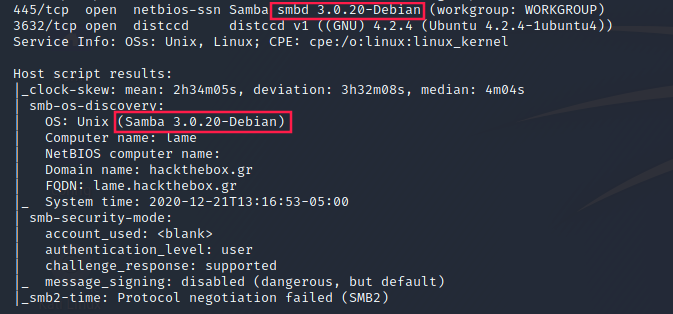 445/tcp  open  netbios-ssn Samba smbd 3.0.20-Debian (workgroup: WORKGROUP)
3632/tcp open  distccd     distccd v1 ((GNU) 4.2.4 (Ubuntu 4.2.4-1ubuntu4))
Service Info: OSs: Unix, Linux; CPE: cpe:/o:linux:linux_kernel
Host script results:
|_clock-skew: mean: 2h34m05s, deviation: 3h32m08s, median: 4m04s
| smb-os-discovery:
|   OS: Unix (Samba 3.0.20-Debian)
|   Computer name: lame
|   NetBIOS computer name:
|   Domain name: hackthebox.gr
|   FQDN: lame.hackthebox.gr
|_  System time: 2020-12-21T13:16:53-05:00
| smb-security-mode:
|   account_used: <blank>
|   authentication_level: user
|   challenge_response: supported
|_  message_signing: disabled (dangerous, but default)
|_smb2-time: Protocol negotiation failed (SMB2)